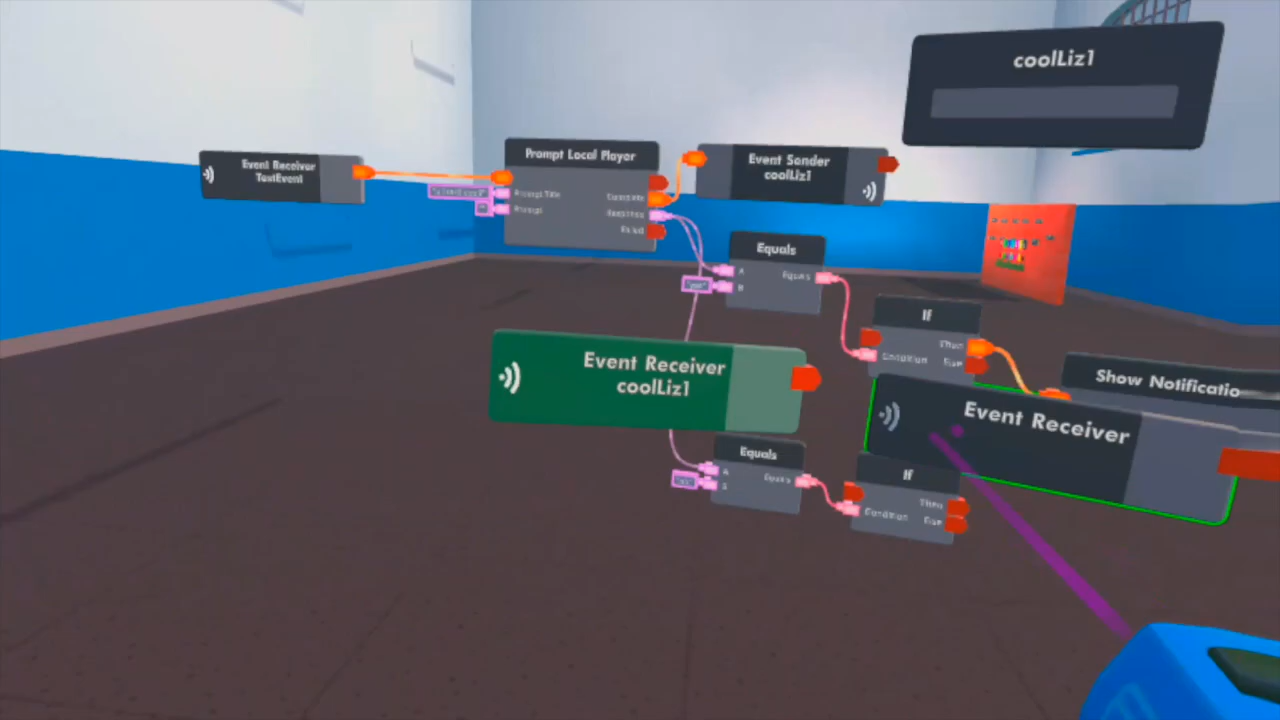 coolLiz1
Event Receiver
TestEvent1
Prompt Local Player
Prompt Title
Prompt
Complete
Response
Failed
Event Sender
coolLiz1
Equals
A
B
Equals
If
Then
Condition
Else
Event Receiver
coolLiz1
Show Notificatio
Event Receiver
Equals
A
B
Equals
If
Then
Condition
Else